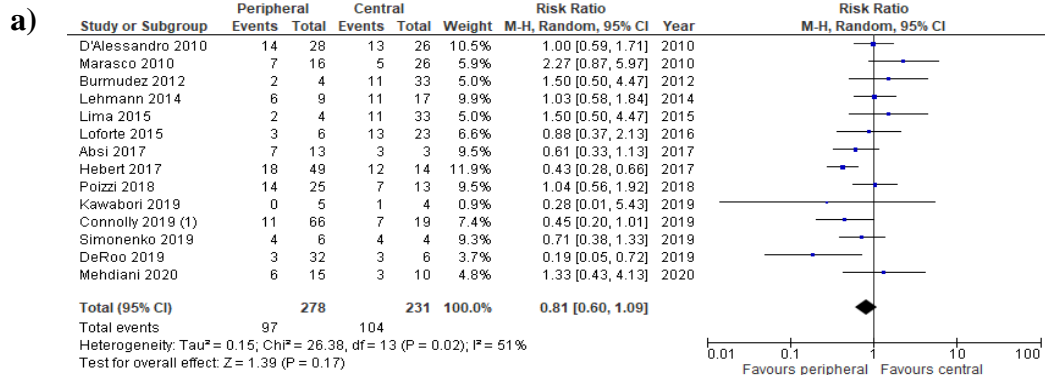 a)
Peripheral Central Risk Ratio Risk Ratio
Study or Subgroup Events Total Events Total Weight M-H, Random, 95% CI Year M-H, Random, 95% CI
D'Alessandro 2010 14 28 13 26 10.5% 1.00 [0.59, 1.71] 2010
Marasco 2010 7 16 5 26 5.9% 2.27 [0.87, 5.97] 2010
Burmudez 2012 2 4 11 33 5.0% 1.50 [0.50, 4.47] 2012
Lehmann 2014 6 9 11 17 9.9% 1.03 [0.58, 1.84] 2014
Lima 2015 2 4 11 33 5.0% 1.50 [0.50, 4.47] 2015
Loforte 2015 3 6 13 23 6.6% 0.88 [0.37, 2.13] 2016
Absi 2017 7 13 3 3 9.4% 0.61 [0.33, 1.13] 2017
Hebert 2017 18 49 12 14 11.9% 0.43 [0.28, 0.66] 2017
Poizzi 2018 14 25 7 13 9.5% 1.04 [0.56, 1.92] 2018
Kawabori 2019 0 5 1 4 1.0% 0.28 [0.01, 5.43] 2019
Connolly 2019 (1) 11 66 7 19 7.4% 0.45 [0.20, 1.01] 2019
Simonenko 2019 4 6 4 4 9.3% 0.71 [0.38, 1.33] 2019
DeRoo 2019 3 32 3 6 3.7% 0.19 [0.05, 0.72] 2019
Mehdiani 2020 6 15 3 10 4.8% 1.33 [0.43, 4.13] 2020
Total (95% CI) 278 231 100.0% 0.81 [0.60, 1.09]
Total events 97 104
Heterogeneity: Tau² = 0.15; Chi² = 26.38, df = 13 (P = 0.02); I² = 51%
Test for overall effect: Z = 1.39 (P = 0.17)
0.01 0.1 1 10 100
Favours peripheral Favours central